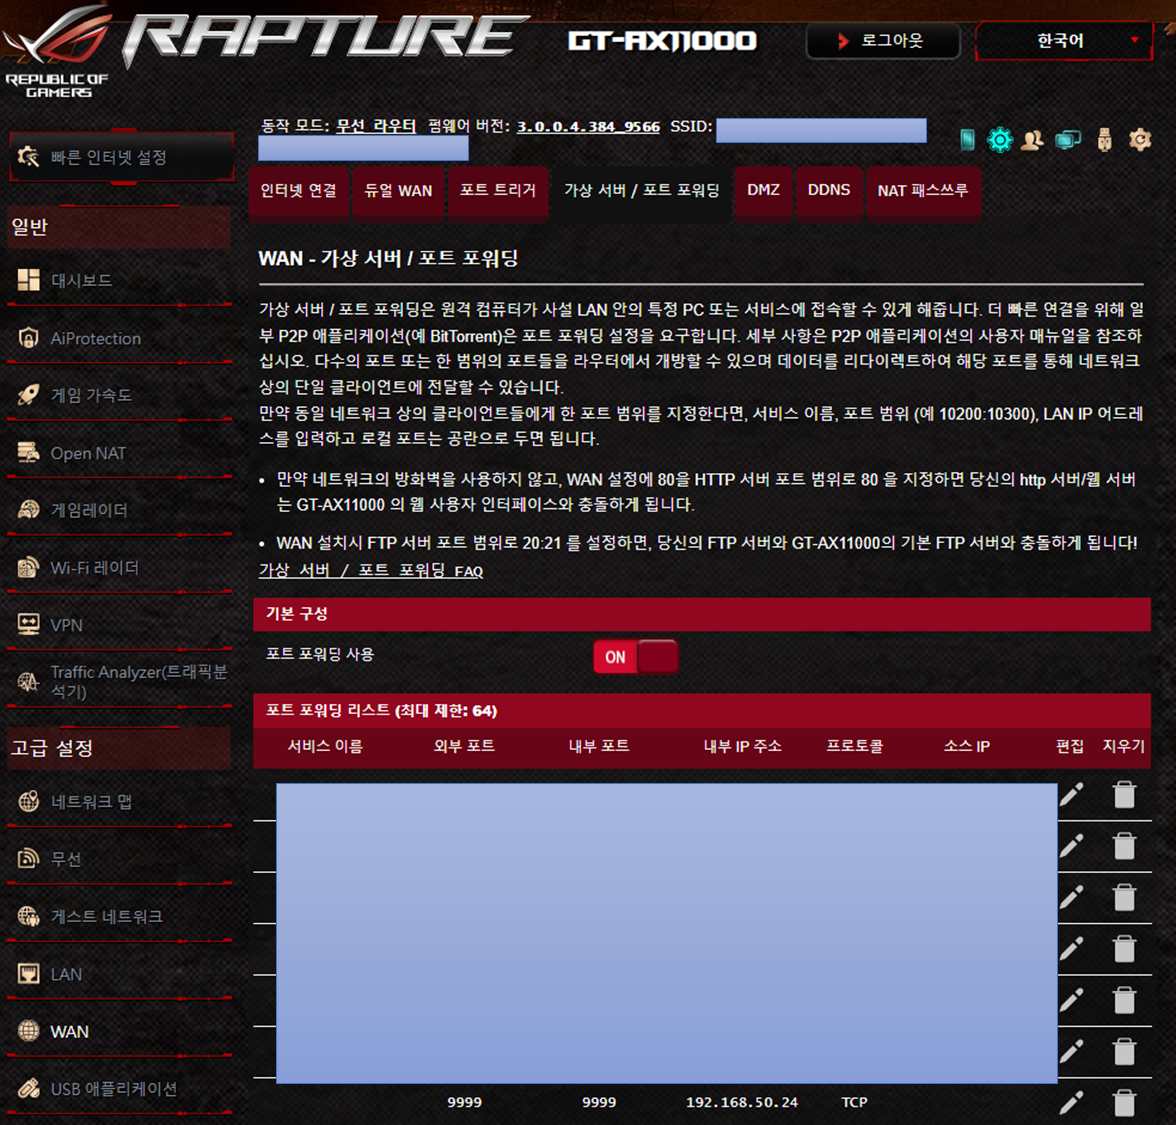 RAPTURE
REPUBLIC OF
GAMERS
GT-AX11000
로그아웃
한국어
동작 모드: 무선 라우터 펌웨어 버전: 3.0.0.4.384_9566 SSID:
빠른 인터넷 설정
일반
대시보드
AiProtection
게임 가속도
Open NAT
게임레이더
Wi-Fi 레이더
VPN
Traffic Analyzer(트래픽분
석기)
고급 설정
네트워크 맵
무선
게스트 네트워크
LAN
WAN
USB 애플리케이션
인터넷 연결
듀얼 WAN
포트 트리거
가상 서버 / 포트 포워딩
DMZ
DDNS
NAT 패스쓰루
WAN - 가상 서버 / 포트 포워딩
가상 서버 / 포트 포워딩은 원격 컴퓨터가 사설 LAN 안의 특정 PC 또는 서비스에 접속할 수 있게 해줍니다. 더 빠른 연결을 위해 일
부 P2P 애플리케이션(예 BitTorrent)은 포트 포워딩 설정을 요구합니다. 세부 사항은 P2P 애플리케이션의 사용자 매뉴얼을 참조하
십시오. 다수의 포트 또는 한 범위의 포트들을 라우터에서 개방할 수 있으며 데이터를 리다이렉트하여 해당 포트를 통해 네트워크
상의 단일 클라이언트에 전달할 수 있습니다.
만약 동일 네트워크 상의 클라이언트들에게 한 포트 범위를 지정한다면, 서비스 이름, 포트 범위 (예 10200:10300), LAN IP 어드레
스를 입력하고 로컬 포트는 공란으로 두면 됩니다.
• 만약 네트워크의 방화벽을 사용하지 않고, WAN 설정에 80을 HTTP 서버 포트 범위로 80 을 지정하면 당신의 http 서버/웹 서버
는 GT-AX11000 의 웹 사용자 인터페이스와 충돌하게 됩니다.
• WAN 설치시 FTP 서버 포트 범위로 20:21 를 설정하면, 당신의 FTP 서버와 GT-AX11000의 기본 FTP 서버와 충돌하게 됩니다!
가상 서버 / 포트 포워딩 FAQ
기본 구성
포트 포워딩 사용
ON
포트 포워딩 리스트 (최대 제한: 64)
서비스 이름 외부 포트 내부 포트 내부 IP 주소 프로토콜 소스 IP 편집 지우기
9999 9999 192.168.50.24 TCP